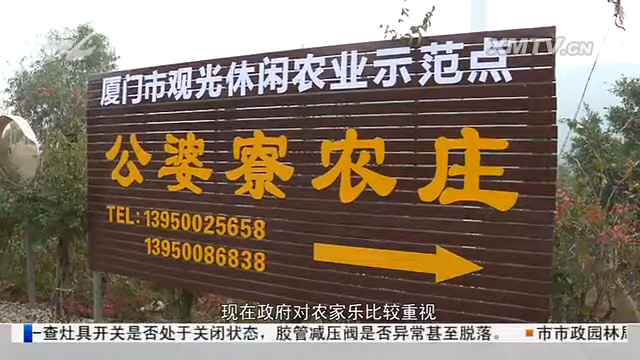 XMTV.CN
厦门市观光休闲农业示范点
公婆寮农庄
TEL: 13950025658
13950086838
现在政府对农家乐比较重视
一查灶具开关是否处于关闭状态，胶管减压阀是否异常甚至脱落。 市市政园林局